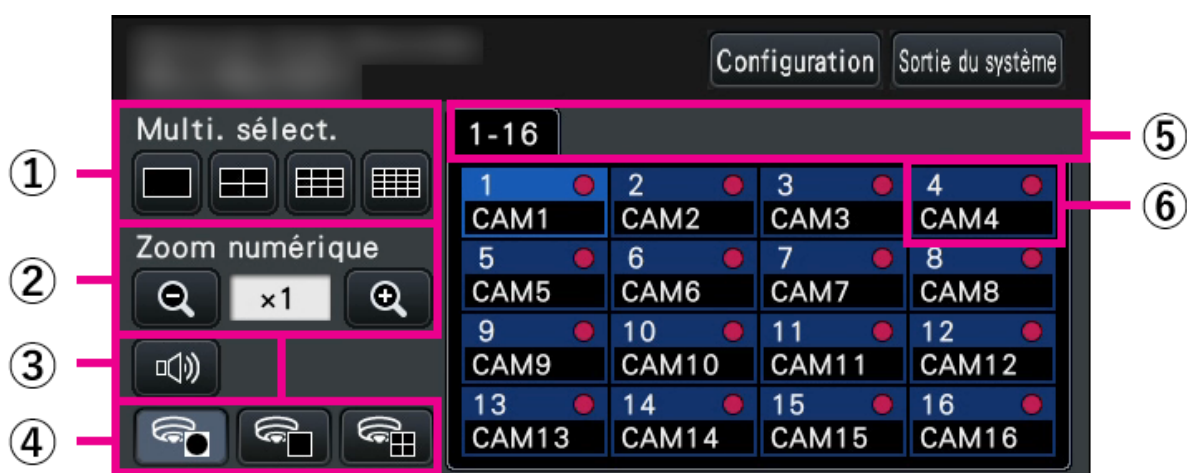 Configuration
Sortie du système
① Multi. sélect.
② Zoom numérique
×1
③
④
1-16 ⑤
1 2 3 4
CAM1 CAM2 CAM3 CAM4 ⑥
5 6 7 8
CAM5 CAM6 CAM7 CAM8
9 10 11 12
CAM9 CAM10 CAM11 CAM12
13 14 15 16
CAM13 CAM14 CAM15 CAM16